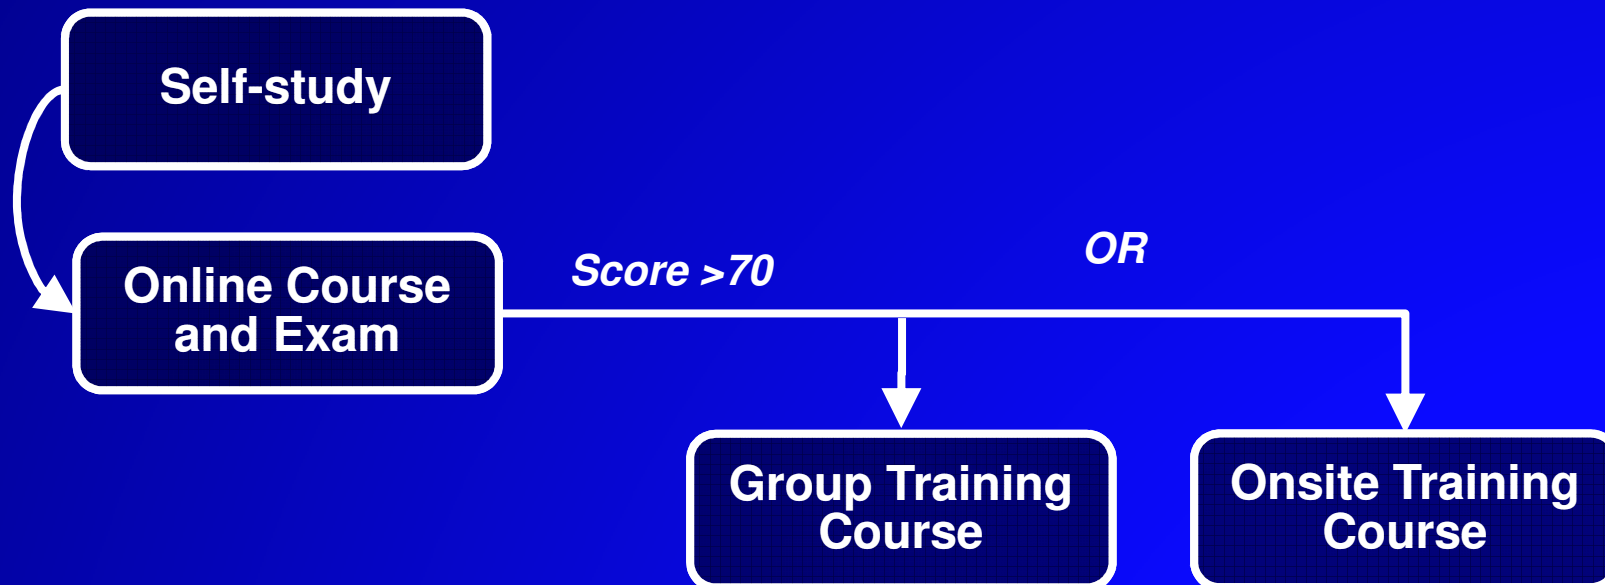 Self-study
Online Course
and Exam
Score >70
OR
Group Training
Course
Onsite Training
Course